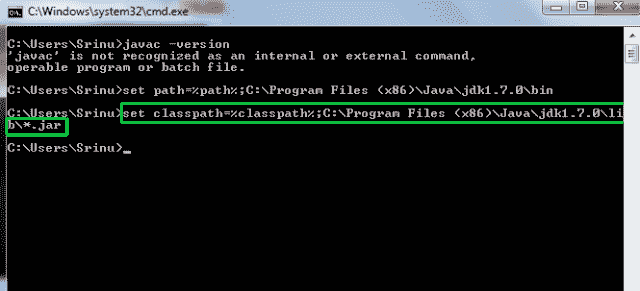 C:\Windows\system32\cmd.exe
C:\Users\Srinu>javac -version
'javac' is not recognized as an internal or external command,
operable program or batch file.
C:\Users\Srinu>set path=%path%;C:\Program Files (x86)\Java\jdk1.7.0\bin
C:\Users\Srinu>set classpath=%classpath%;C:\Program Files (x86)\Java\jdk1.7.0\li
b\*.jar
C:\Users\Srinu>_